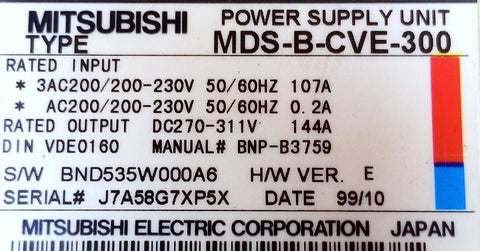 MITSUBISHI POWER SUPPLY UNIT
TYPE MDS-B-CVE-300
RATED INPUT
* 3AC200/200-230V 50/60HZ 107A
* AC200/200-230V 50/60HZ 0.2A
RATED OUTPUT DC270-311V 144A
DIN VDE0160 MANUAL# BNP-B3759
S/W BND535W000A6 H/W VER. E
SERIAL# J7A58G7XP5X DATE 99/10
MITSUBISHI ELECTRIC CORPORATION JAPAN